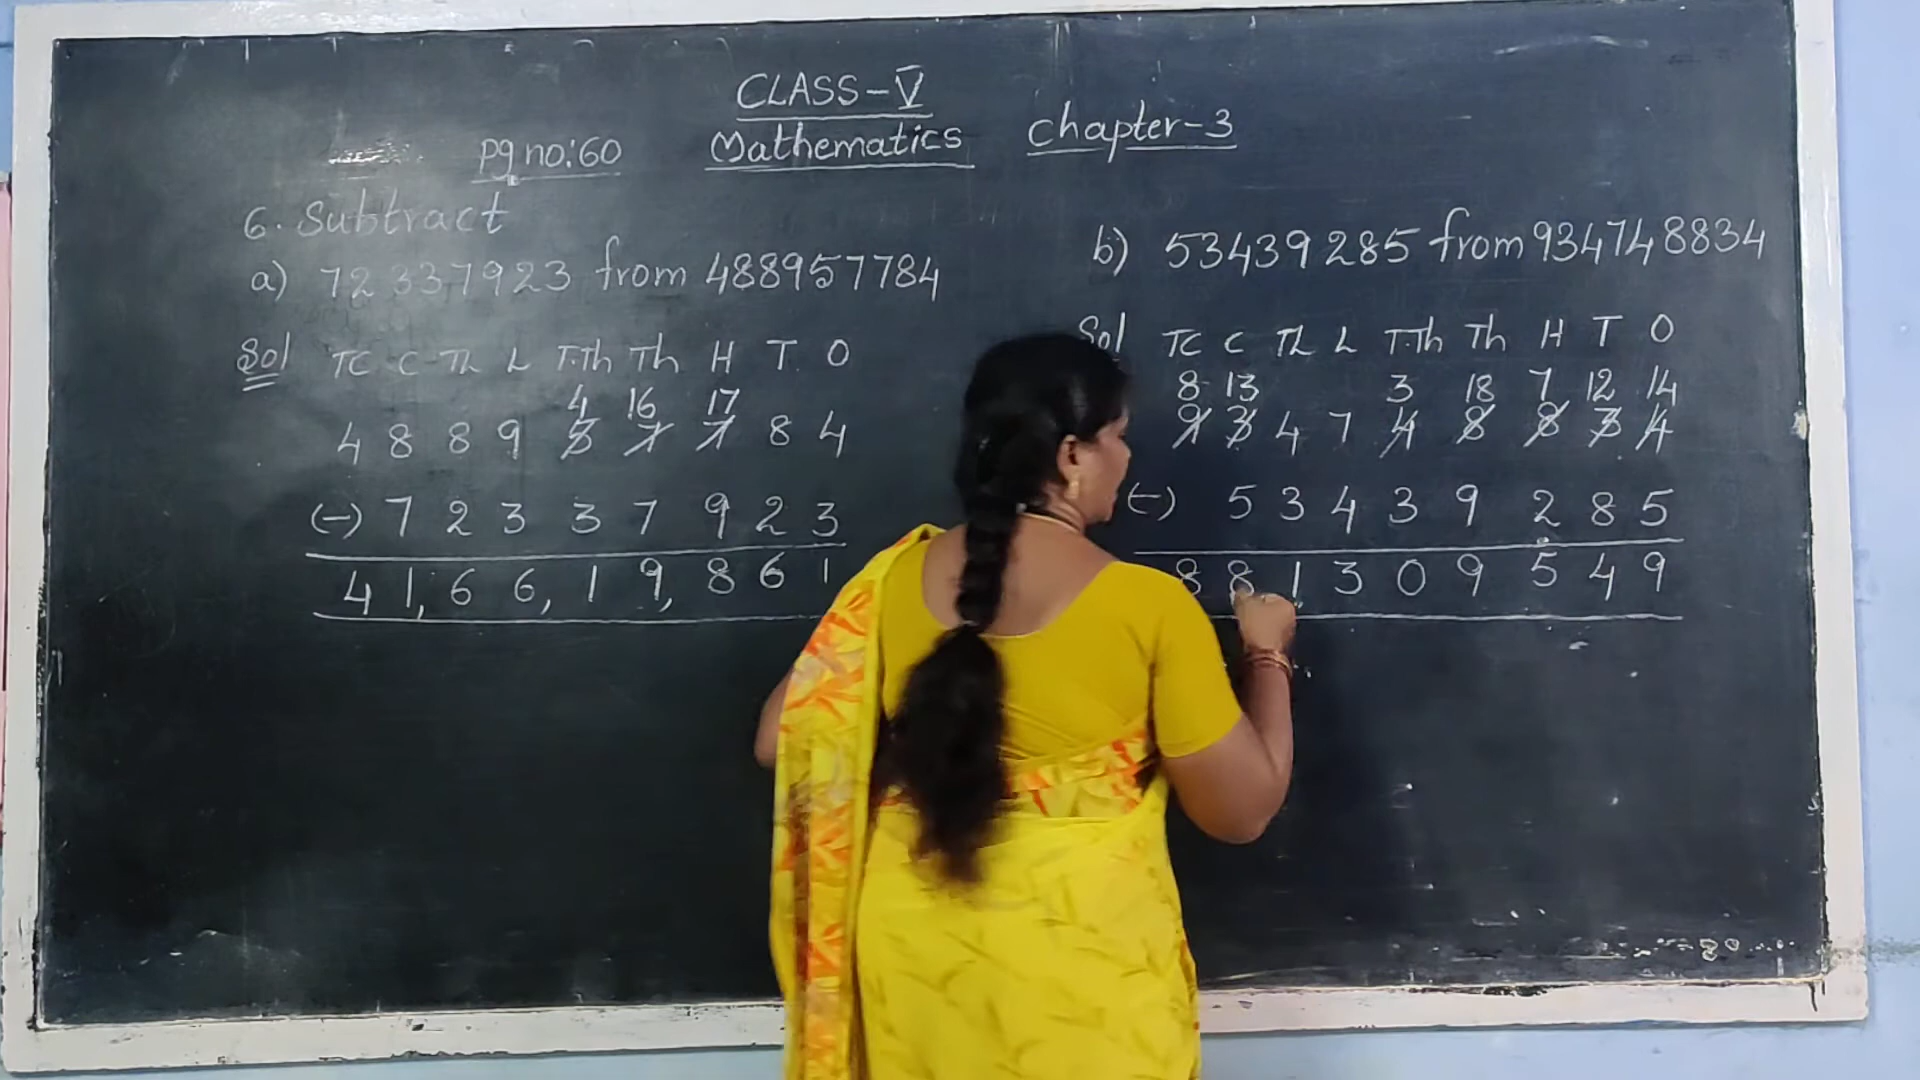 CLASS-V
Mathematics
Chapter-3
pg no:60
6. Subtract
a) 72337923 from 488957784
Sol TC C TL L T.Th Th H T O
4 16 17
4 8 8 9 5 7 7 8 4
(-) 7 2 3 3 7 9 2 3
4 1, 6 6, 1 9, 8 6 1
b) 53439285 from 934748834
Sol TC C TL L T.Th Th H T O
8 13 3 18 7 12 14
9 3 4 7 4 8 8 3 4
(-) 5 3 4 3 9 2 8 5
8 8 1 3 0 9 5 4 9